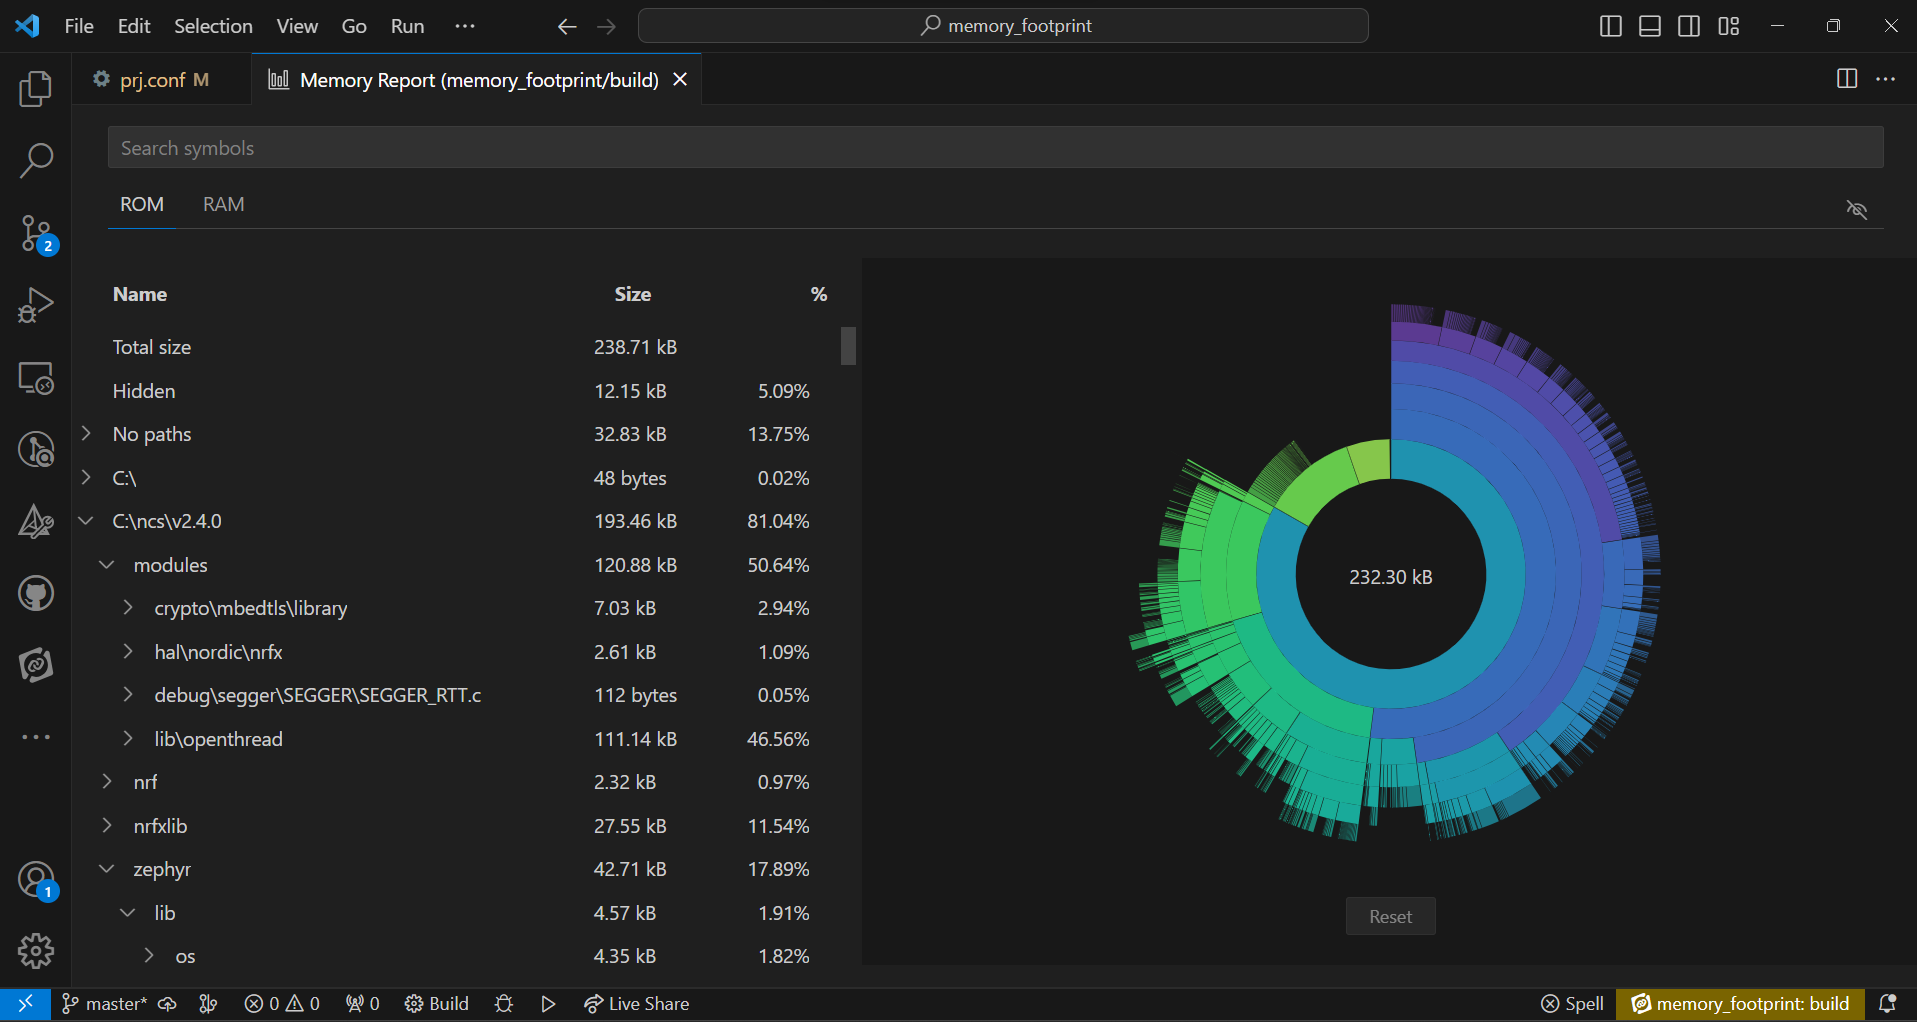 File Edit Selection View Go Run ··· memory_footprint
prj.conf M Memory Report (memory_footprint/build)
Search symbols
ROM RAM
2
Name Size %
Total size 238.71 kB
Hidden 12.15 kB 5.09%
No paths 32.83 kB 13.75%
C:\ 48 bytes 0.02%
C:\ncs\v2.4.0 193.46 kB 81.04%
modules 120.88 kB 50.64%
232.30 kB
crypto\mbedtls\library 7.03 kB 2.94%
hal\nordic\nrfx 2.61 kB 1.09%
debug\segger\SEGGER\SEGGER_RTT.c 112 bytes 0.05%
lib\openthread 111.14 kB 46.56%
nrf 2.32 kB 0.97%
nrfxlib 27.55 kB 11.54%
zephyr 42.71 kB 17.89%
1
lib 4.57 kB 1.91%
Reset
os 4.35 kB 1.82%
master* 0 0 0 Build Live Share Spell memory_footprint: build